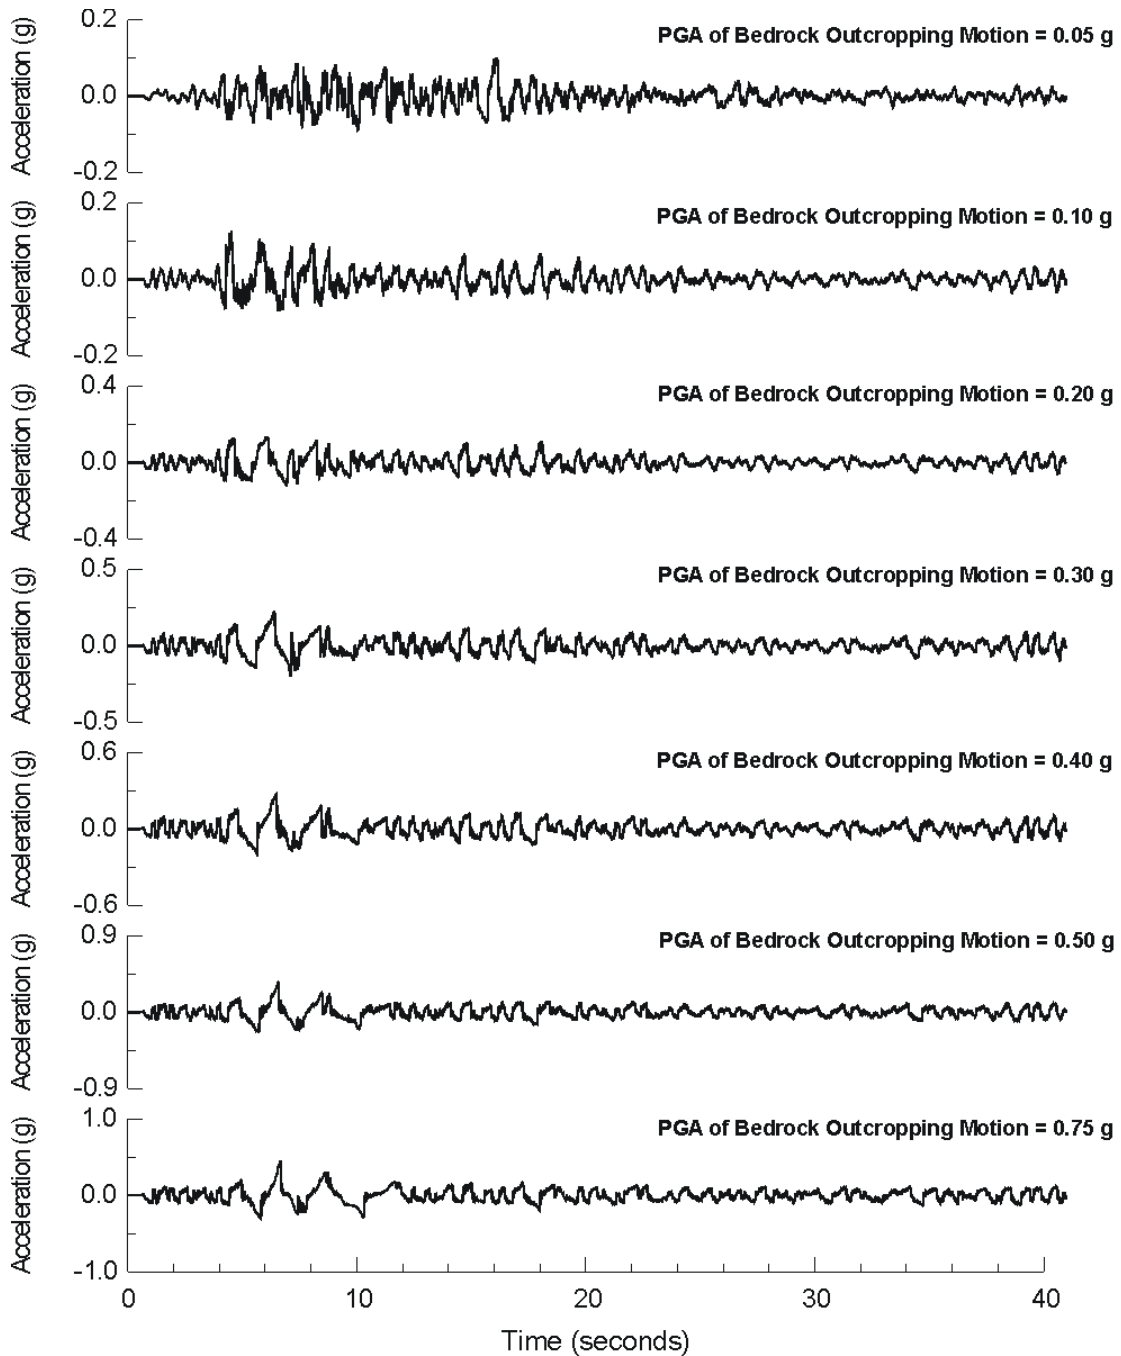 0.2
PGA of Bedrock Outcropping Motion = 0.05 g
Acceleration (g)
0.0
-0.2
0.2
PGA of Bedrock Outcropping Motion = 0.10 g
Acceleration (g)
0.0
-0.2
0.4
PGA of Bedrock Outcropping Motion = 0.20 g
Acceleration (g)
0.0
-0.4
0.5
PGA of Bedrock Outcropping Motion = 0.30 g
Acceleration (g)
0.0
-0.5
0.6
PGA of Bedrock Outcropping Motion = 0.40 g
Acceleration (g)
0.0
-0.6
0.9
PGA of Bedrock Outcropping Motion = 0.50 g
Acceleration (g)
0.0
-0.9
1.0
PGA of Bedrock Outcropping Motion = 0.75 g
Acceleration (g)
0.0
-1.0
0 10 20 30 40
Time (seconds)